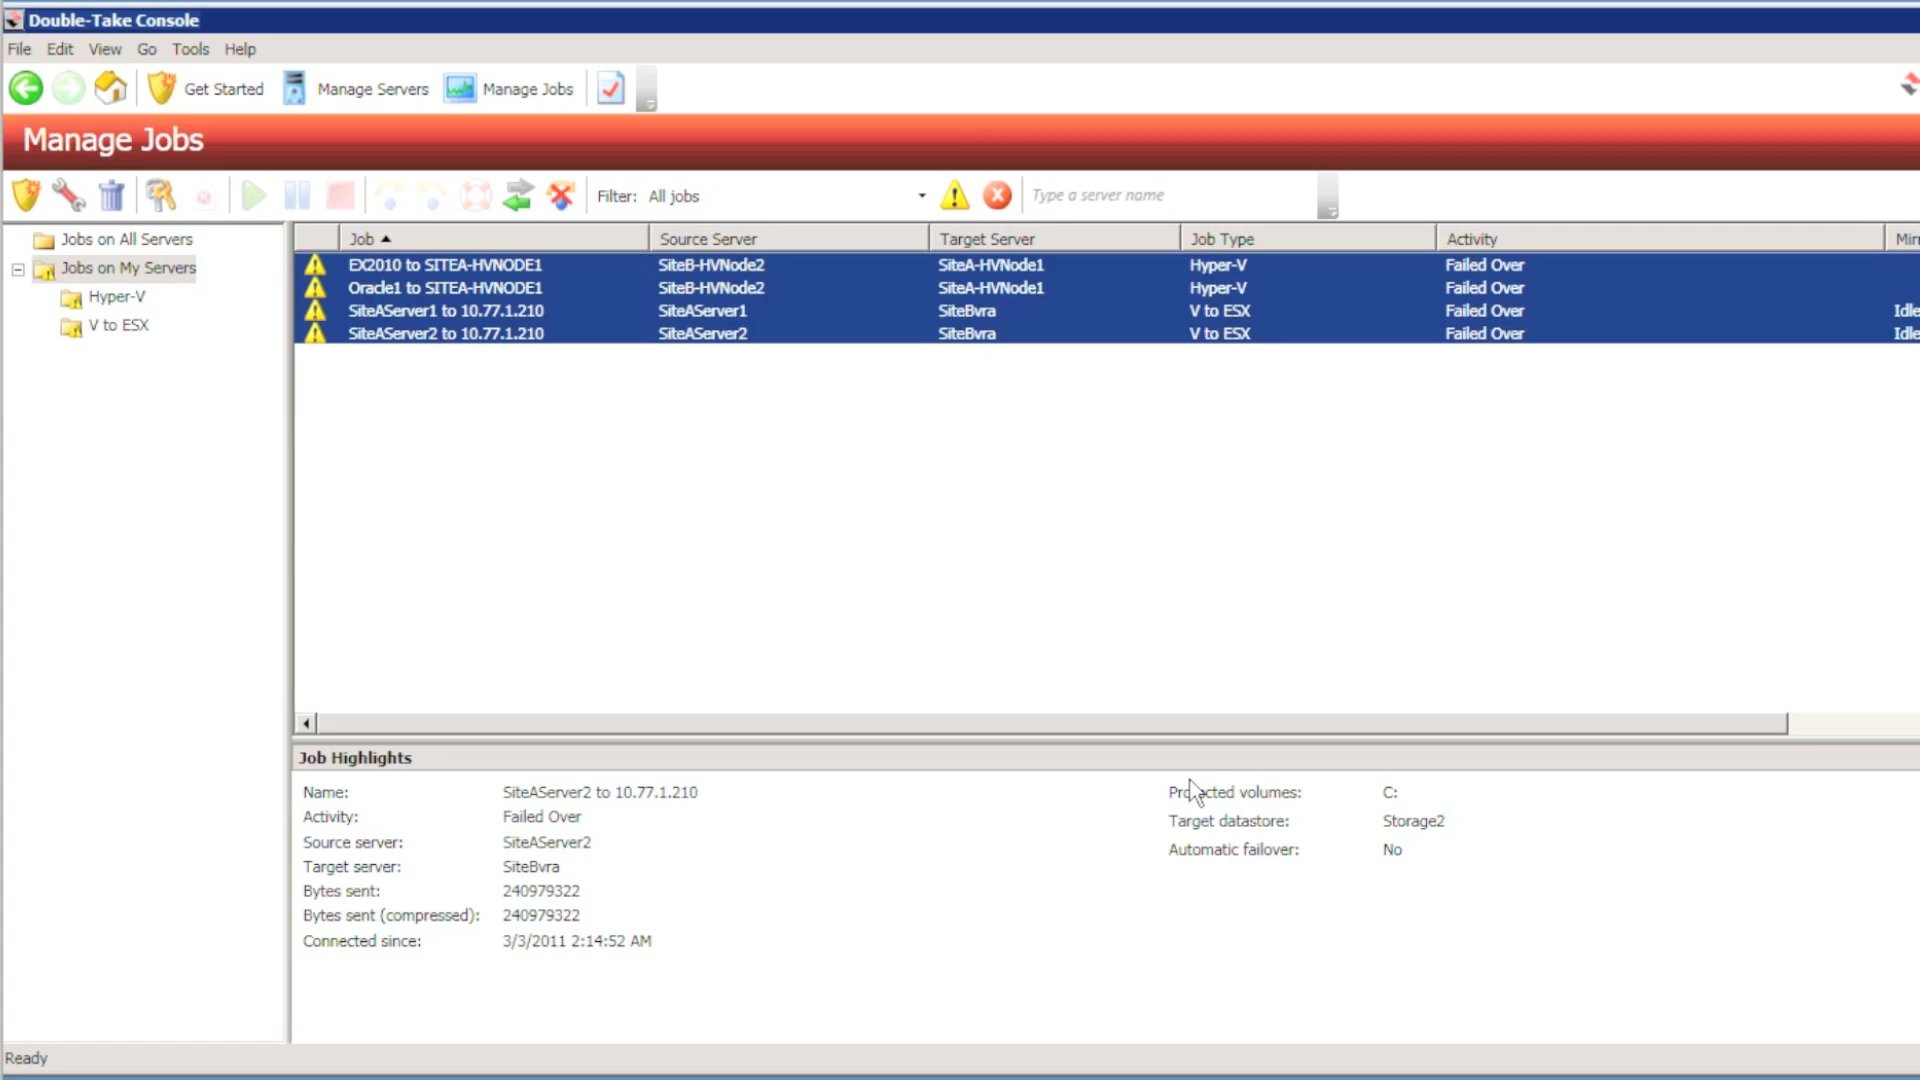 Double-Take Console
File Edit View Go Tools Help
Get Started Manage Servers Manage Jobs
Manage Jobs
Filter: All jobs Type a server name
Jobs on All Servers
Jobs on My Servers
Hyper-V
V to ESX
Job Source Server Target Server Job Type Activity
EX2010 to SITEA-HVNODE1 SiteB-HVNode2 SiteA-HVNode1 Hyper-V Failed Over
Oracle1 to SITEA-HVNODE1 SiteB-HVNode2 SiteA-HVNode1 Hyper-V Failed Over
SiteAServer1 to 10.77.1.210 SiteAServer1 SiteBvra V to ESX Failed Over Idle
SiteAServer2 to 10.77.1.210 SiteAServer2 SiteBvra V to ESX Failed Over Idle
Job Highlights
Name: SiteAServer2 to 10.77.1.210
Activity: Failed Over
Source server: SiteAServer2
Target server: SiteBvra
Bytes sent: 240979322
Bytes sent (compressed): 240979322
Connected since: 3/3/2011 2:14:52 AM
Protected volumes: C:
Target datastore: Storage2
Automatic failover: No
Ready